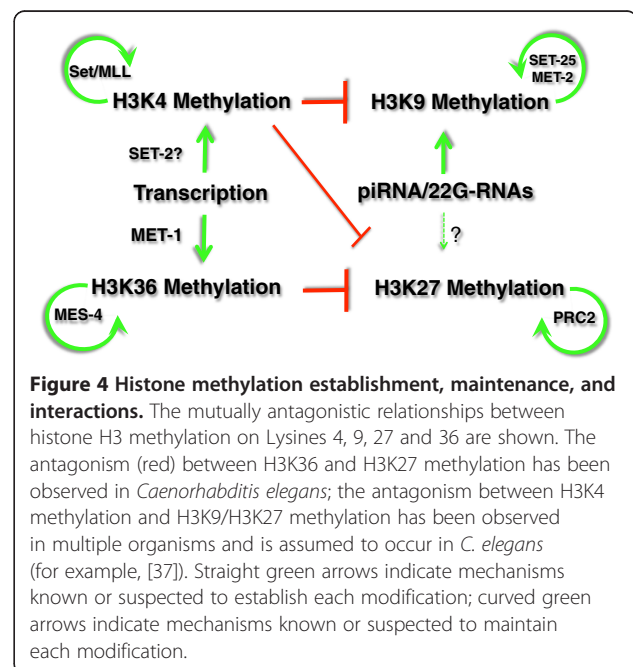 Set/MLL
SET-25
MET-2
H3K4 Methylation
H3K9 Methylation
SET-2?
Transcription
piRNA/22G-RNAs
MET-1
?
H3K36 Methylation
H3K27 Methylation
MES-4
PRC2
Figure 4 Histone methylation establishment, maintenance, and
interactions. The mutually antagonistic relationships between
histone H3 methylation on Lysines 4, 9, 27 and 36 are shown. The
antagonism (red) between H3K36 and H3K27 methylation has been
observed in Caenorhabditis elegans; the antagonism between H3K4
methylation and H3K9/H3K27 methylation has been observed
in multiple organisms and is assumed to occur in C. elegans
(for example, [37]). Straight green arrows indicate mechanisms
known or suspected to establish each modification; curved green
arrows indicate mechanisms known or suspected to maintain
each modification.